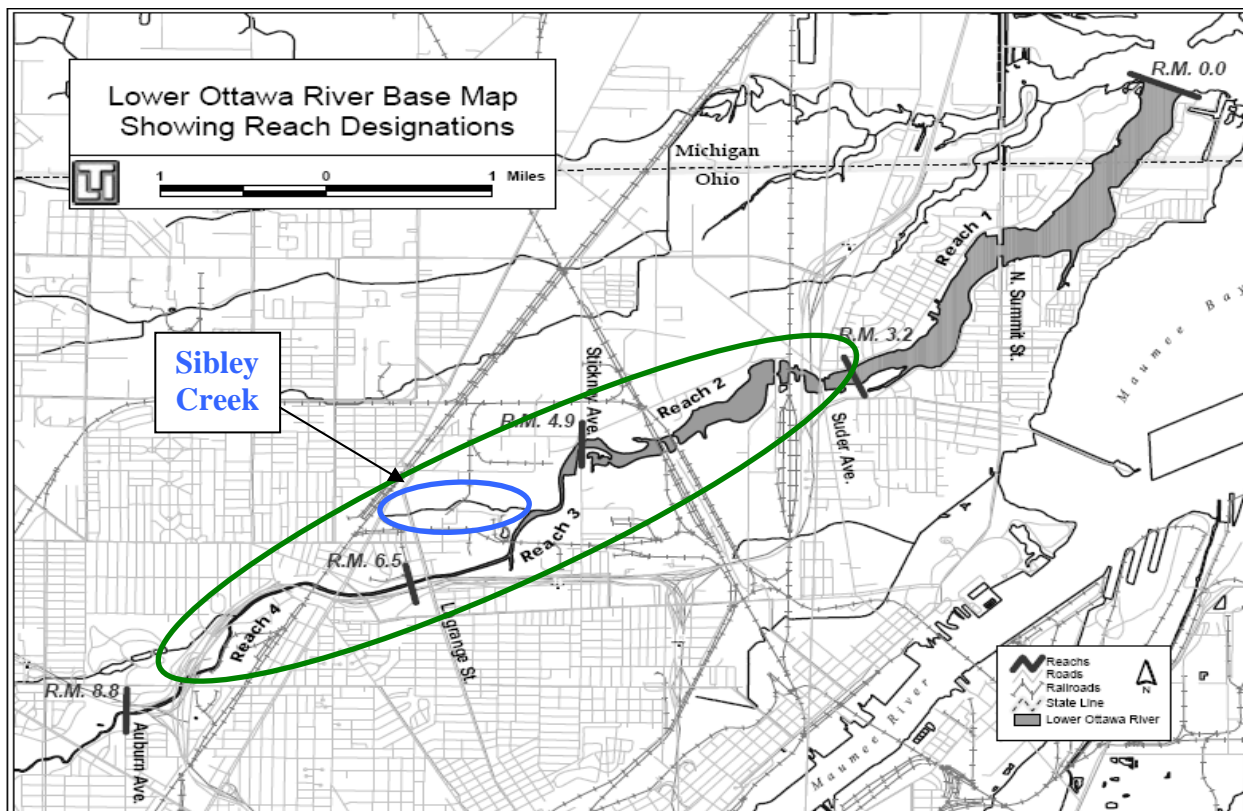 Lower Ottawa River Base Map
Showing Reach Designations
1 0 1 Miles
R.M. 0.0
Michigan
Ohio
Reach 1
N. Summit St.
Maumee Bay
R.M. 3.2
Sibley
Creek
Stickney Ave.
Reach 2
R.M. 4.9
Suder Ave.
Reach 3
R.M. 6.5
Lagrange St.
Reach 4
R.M. 8.8
Auburn Ave.
Maumee River
Reachs
Roads
Railroads
State Line
Lower Ottawa River
N